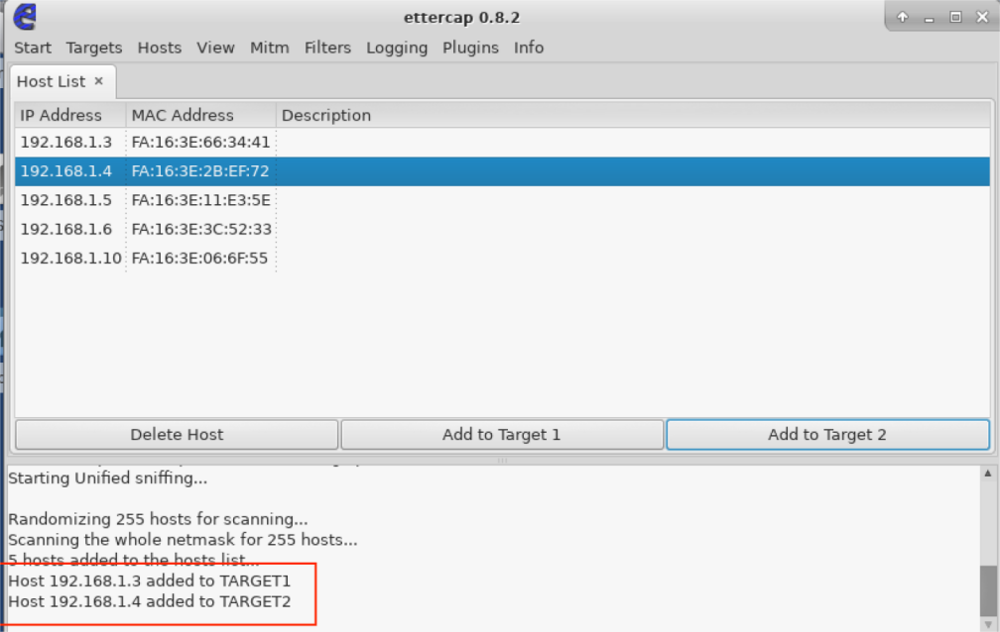 ettercap 0.8.2
Start Targets Hosts View Mitm Filters Logging Plugins Info
Host List ×
IP Address MAC Address Description
192.168.1.3 FA:16:3E:66:34:41
192.168.1.4 FA:16:3E:2B:EF:72
192.168.1.5 FA:16:3E:11:E3:5E
192.168.1.6 FA:16:3E:3C:52:33
192.168.1.10 FA:16:3E:06:6F:55
Delete Host Add to Target 1 Add to Target 2
Starting Unified sniffing...
Randomizing 255 hosts for scanning...
Scanning the whole netmask for 255 hosts...
5 hosts added to the hosts list...
Host 192.168.1.3 added to TARGET1
Host 192.168.1.4 added to TARGET2